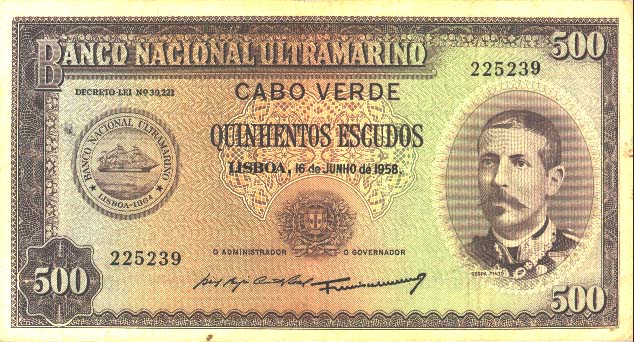 500
BANCO NACIONAL ULTRAMARINO
225239
DECRETO-LEI Nº 39.221
CABO VERDE
QUINHENTOS ESCUDOS
LISBOA, 16 de JUNHO de 1958.
BANCO NACIONAL ULTRAMARINO
LISBOA-1864
225239
O ADMINISTRADOR
O GOVERNADOR
SERPA PINTO
500
500